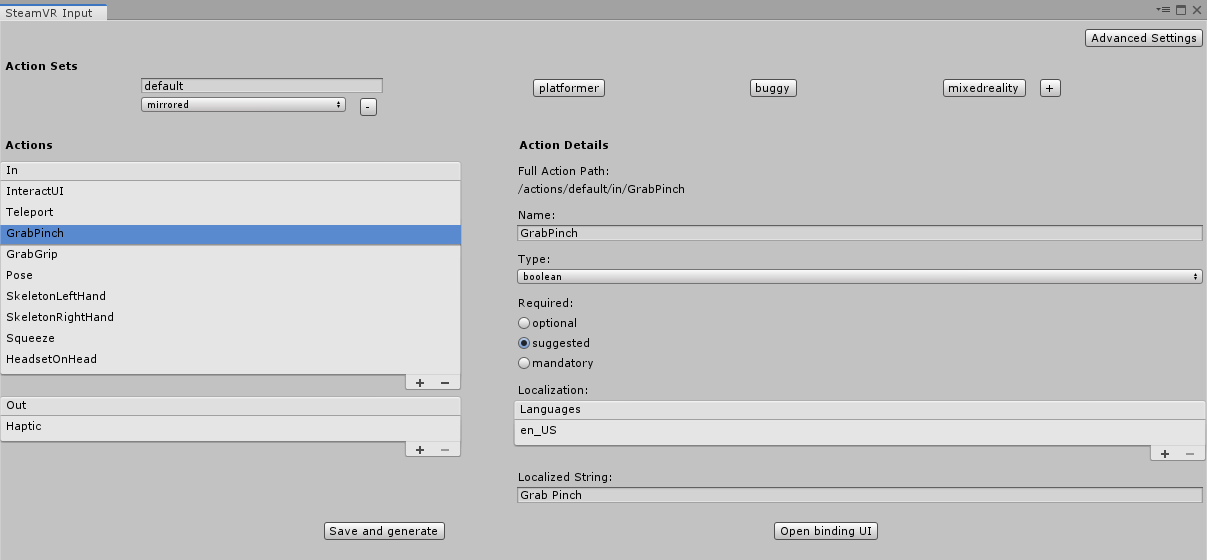 SteamVR Input
Advanced Settings
Action Sets
default
mirrored
-
platformer
buggy
mixedreality
+
Actions
In
InteractUI
Teleport
GrabPinch
GrabGrip
Pose
SkeletonLeftHand
SkeletonRightHand
Squeeze
HeadsetOnHead
+ −
Out
Haptic
+ −
Save and generate
Action Details
Full Action Path:
/actions/default/in/GrabPinch
Name:
GrabPinch
Type:
boolean
Required:
optional
suggested
mandatory
Localization:
Languages
en_US
+ −
Localized String:
Grab Pinch
Open binding UI